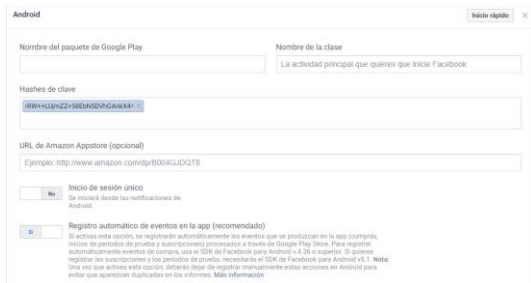 Android
Inicio rápido
Nombre del paquete de Google Play
Nombre de la clase
La actividad principal que quieres que inicie Facebook
Hashes de clave
URL de Amazon Appstore (opcional)
Ejemplo: http://www.amazon.com/dp/B004GJDQT8
No
Inicio de sesión único
Se iniciará desde las notificaciones de
Android
Sí
Registro automático de eventos en la app (recomendado)
Si activas esta opción, se registrarán automáticamente los eventos que se produzcan en la app (compras,
inicios de periodos de prueba y suscripciones) procesados a través de Google Play Store. Para registrar
automáticamente eventos de compra, usa el SDK de Facebook para Android v.4.36 o superior. Si quieres
registrar las suscripciones y los periodos de prueba, necesitarás el SDK de Facebook para Android v5.1. Nota:
Una vez que actives esta opción, deberás dejar de registrar manualmente estas acciones en Android para
evitar que aparezcan duplicadas en los informes. Más información